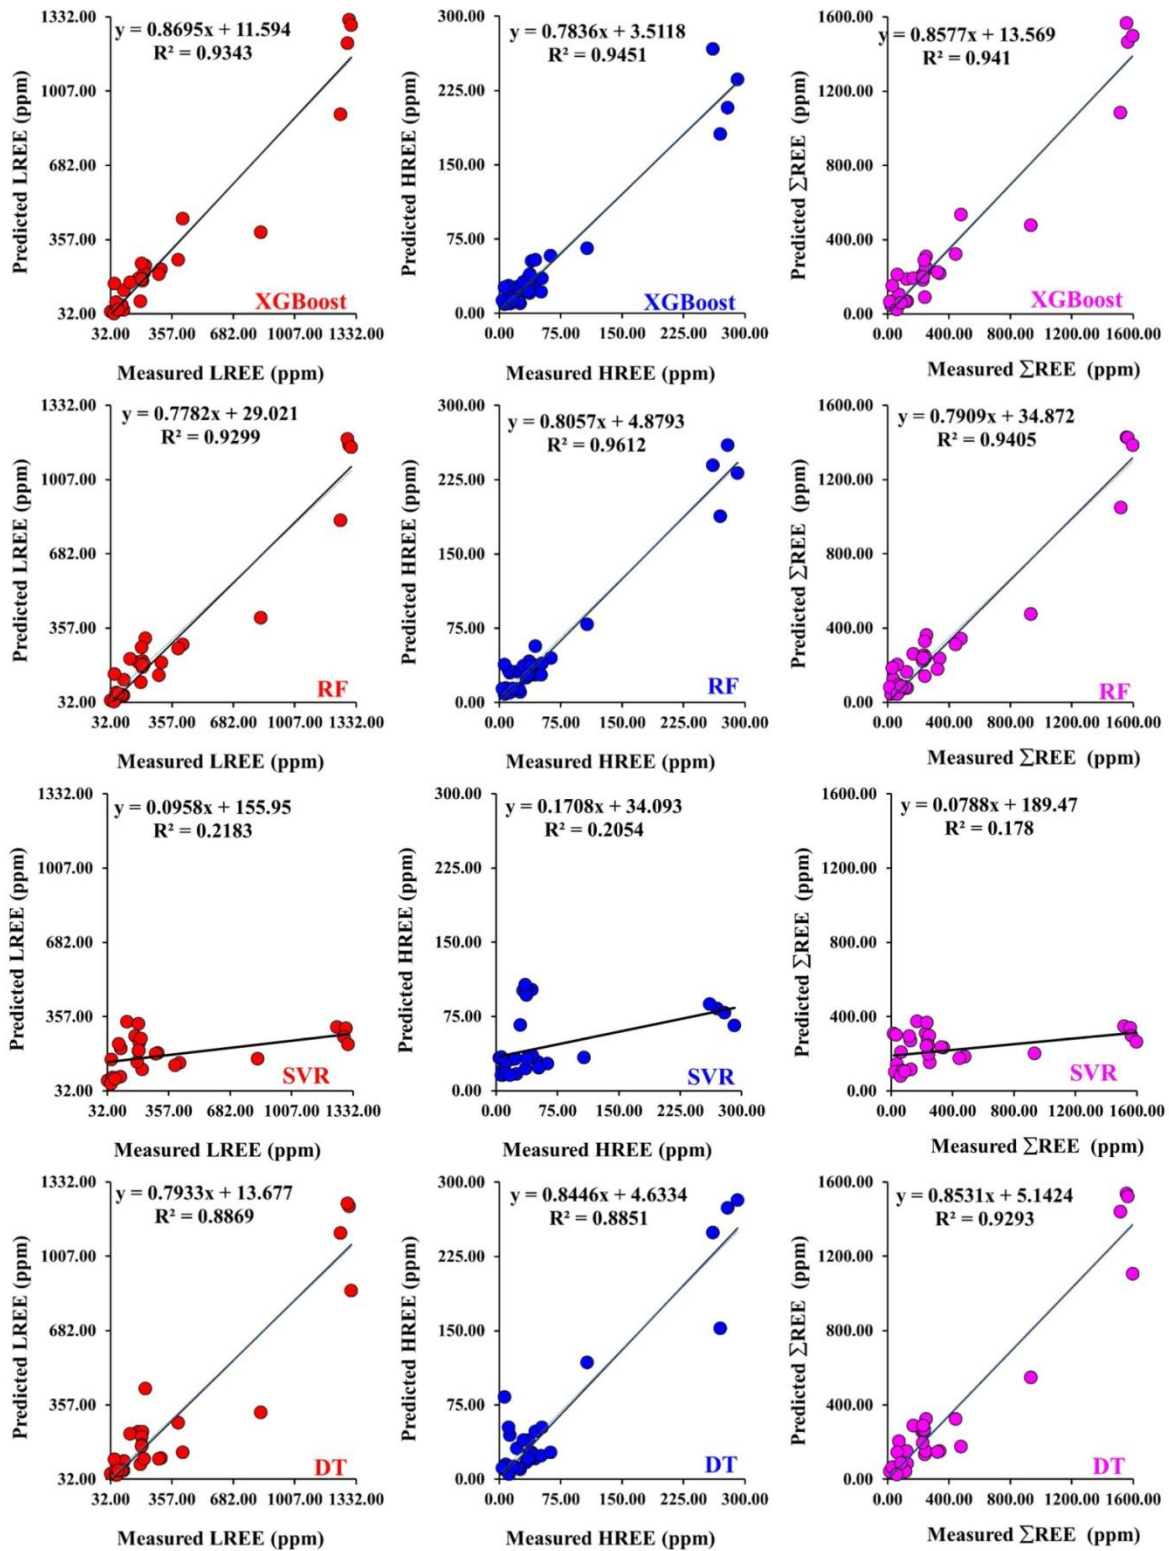 y = 0.8695x + 11.594
R² = 0.9343
1332.00
1007.00
682.00
357.00
32.00
Predicted LREE (ppm)
XGBoost
32.00 357.00 682.00 1007.00 1332.00
Measured LREE (ppm)
y = 0.7836x + 3.5118
R² = 0.9451
300.00
225.00
150.00
75.00
0.00
Predicted HREE (ppm)
XGBoost
0.00 75.00 150.00 225.00 300.00
Measured HREE (ppm)
y = 0.8577x + 13.569
R² = 0.941
1600.00
1200.00
800.00
400.00
0.00
Predicted ∑REE (ppm)
XGBoost
0.00 400.00 800.00 1200.00 1600.00
Measured ∑REE (ppm)
y = 0.7782x + 29.021
R² = 0.9299
1332.00
1007.00
682.00
357.00
32.00
Predicted LREE (ppm)
RF
32.00 357.00 682.00 1007.00 1332.00
Measured LREE (ppm)
y = 0.8057x + 4.8793
R² = 0.9612
300.00
225.00
150.00
75.00
0.00
Predicted HREE (ppm)
RF
0.00 75.00 150.00 225.00 300.00
Measured HREE (ppm)
y = 0.7909x + 34.872
R² = 0.9405
1600.00
1200.00
800.00
400.00
0.00
Predicted ∑REE (ppm)
RF
0.00 400.00 800.00 1200.00 1600.00
Measured ∑REE (ppm)
y = 0.0958x + 155.95
R² = 0.2183
1332.00
1007.00
682.00
357.00
32.00
Predicted LREE (ppm)
SVR
32.00 357.00 682.00 1007.00 1332.00
Measured LREE (ppm)
y = 0.1708x + 34.093
R² = 0.2054
300.00
225.00
150.00
75.00
0.00
Predicted HREE (ppm)
SVR
0.00 75.00 150.00 225.00 300.00
Measured HREE (ppm)
y = 0.0788x + 189.47
R² = 0.178
1600.00
1200.00
800.00
400.00
0.00
Predicted ∑REE (ppm)
SVR
0.00 400.00 800.00 1200.00 1600.00
Measured ∑REE (ppm)
y = 0.7933x + 13.677
R² = 0.8869
1332.00
1007.00
682.00
357.00
32.00
Predicted LREE (ppm)
DT
32.00 357.00 682.00 1007.00 1332.00
Measured LREE (ppm)
y = 0.8446x + 4.6334
R² = 0.8851
300.00
225.00
150.00
75.00
0.00
Predicted HREE (ppm)
DT
0.00 75.00 150.00 225.00 300.00
Measured HREE (ppm)
y = 0.8531x + 5.1424
R² = 0.9293
1600.00
1200.00
800.00
400.00
0.00
Predicted ∑REE (ppm)
DT
0.00 400.00 800.00 1200.00 1600.00
Measured ∑REE (ppm)